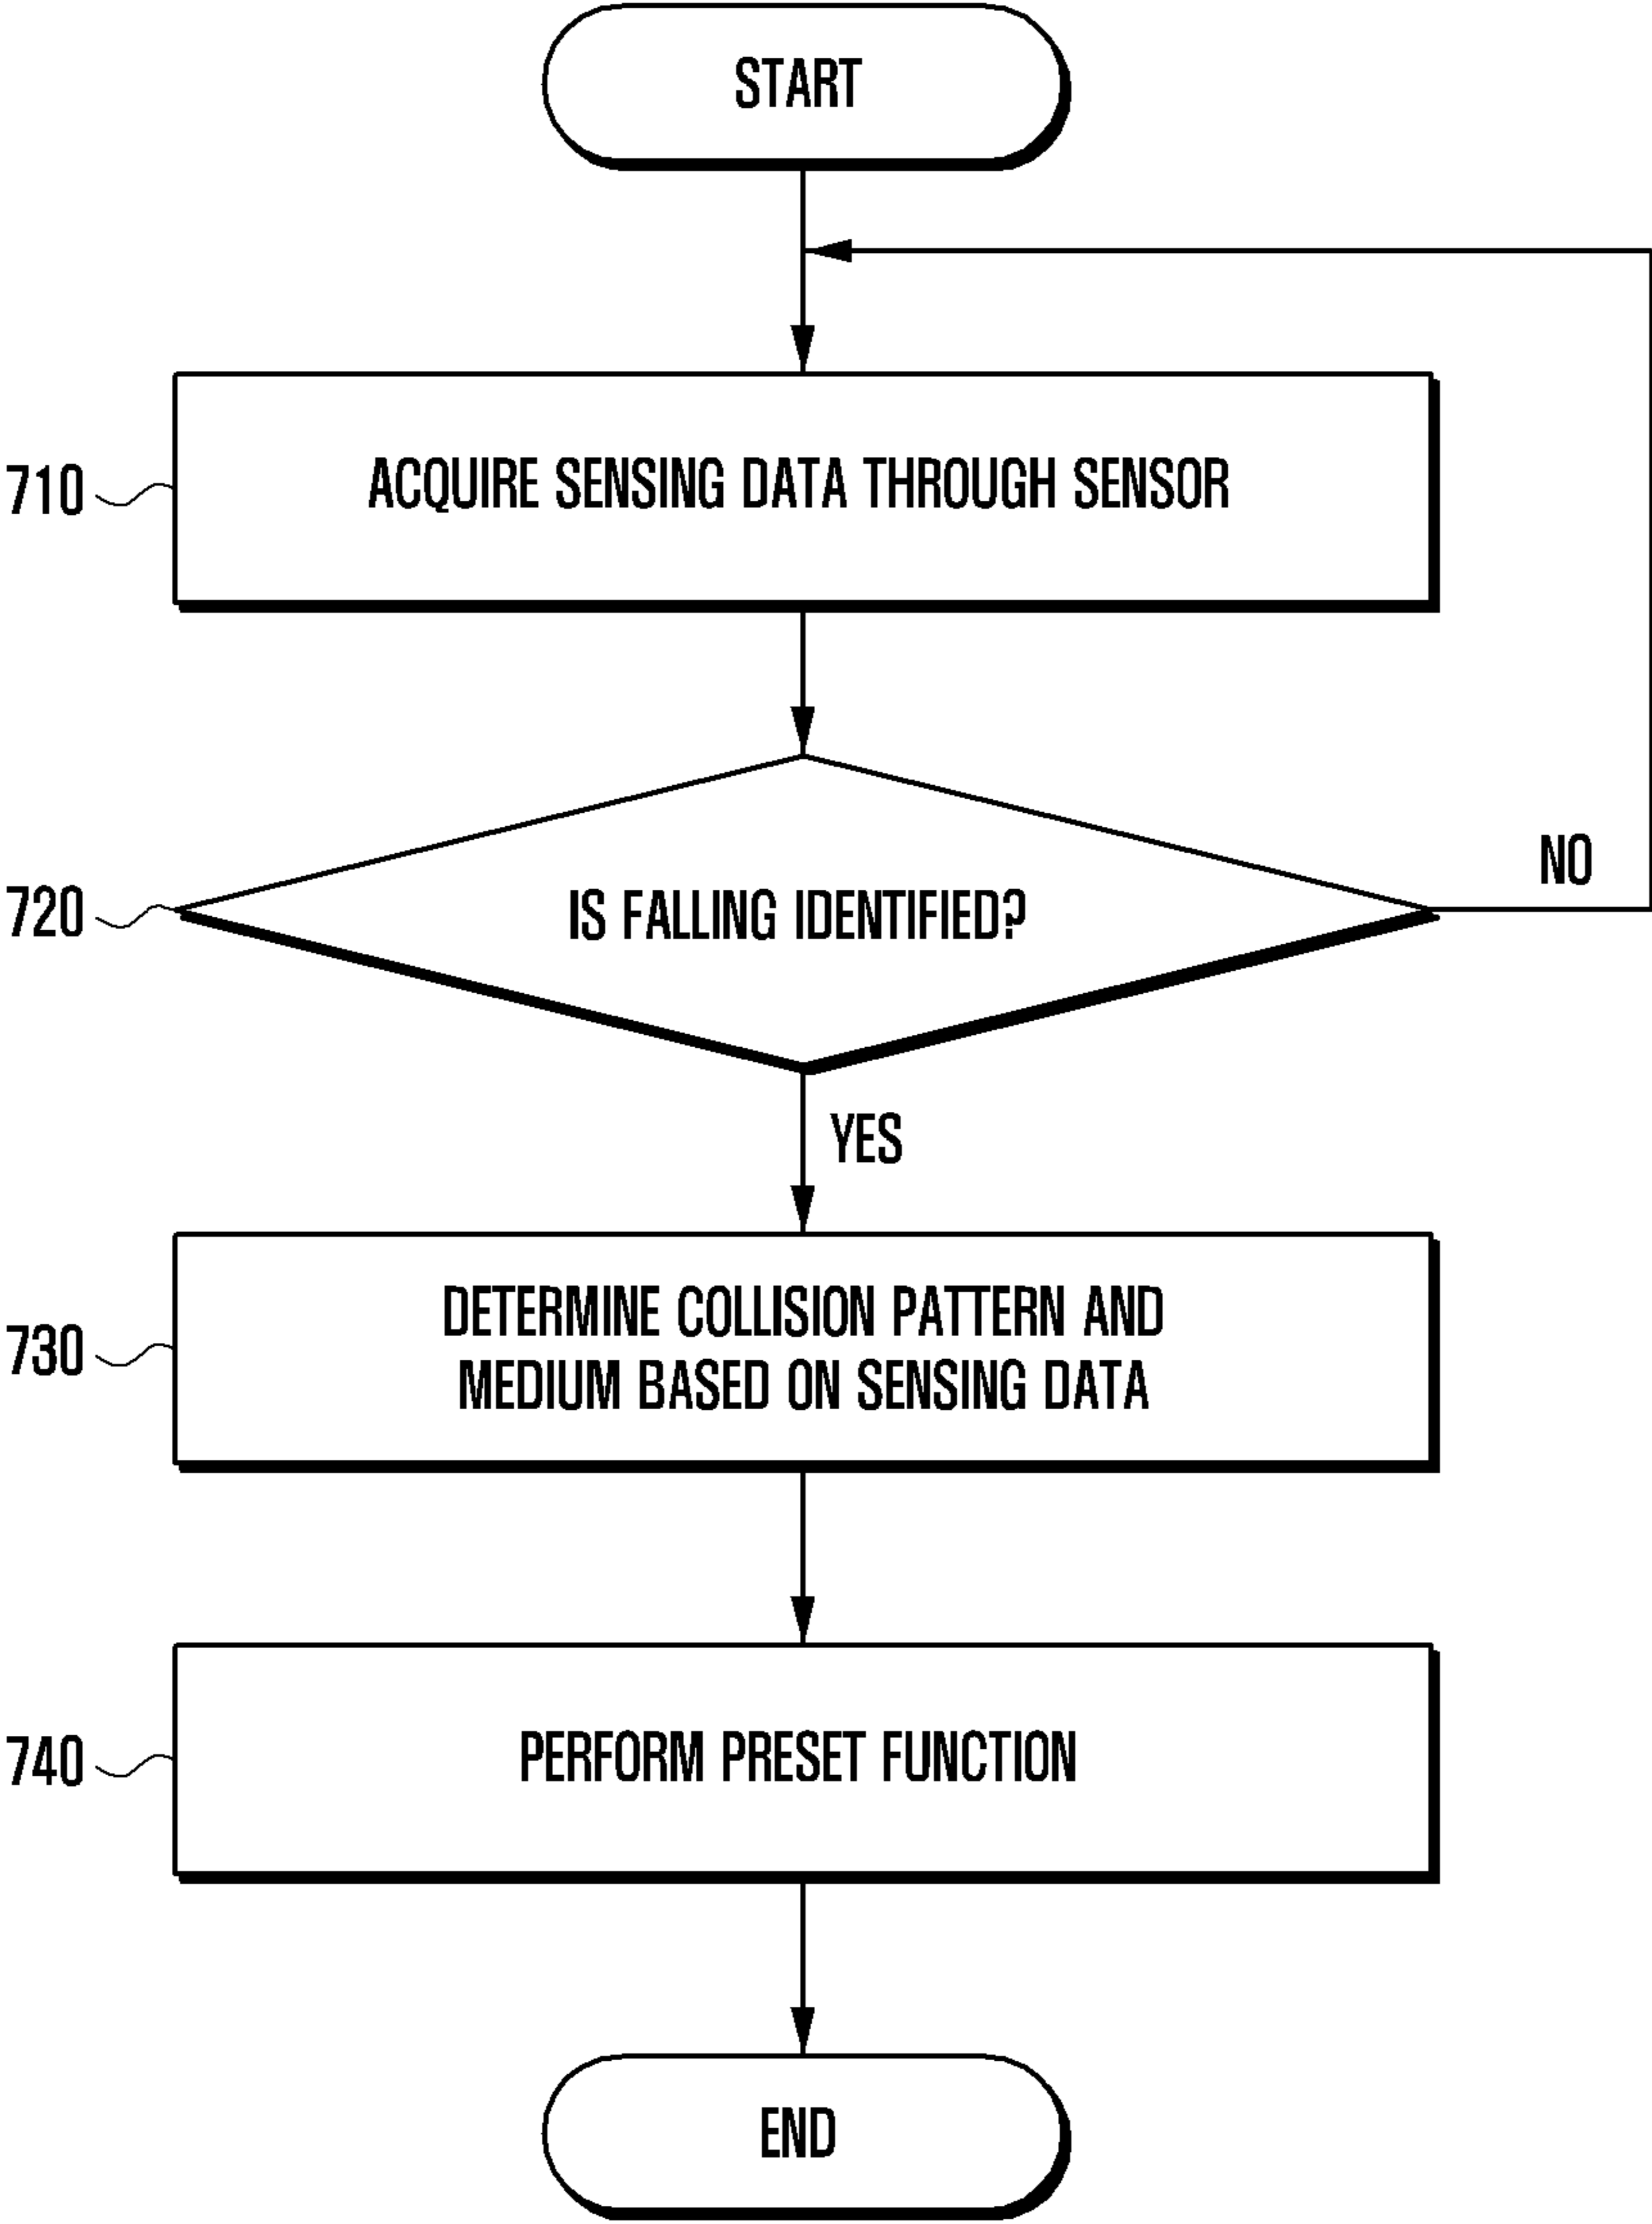 START
710
ACQUIRE SENSING DATA THROUGH SENSOR
720
IS FALLING IDENTIFIED?
NO
YES
730
DETERMINE COLLISION PATTERN AND
MEDIUM BASED ON SENSING DATA
740
PERFORM PRESET FUNCTION
END